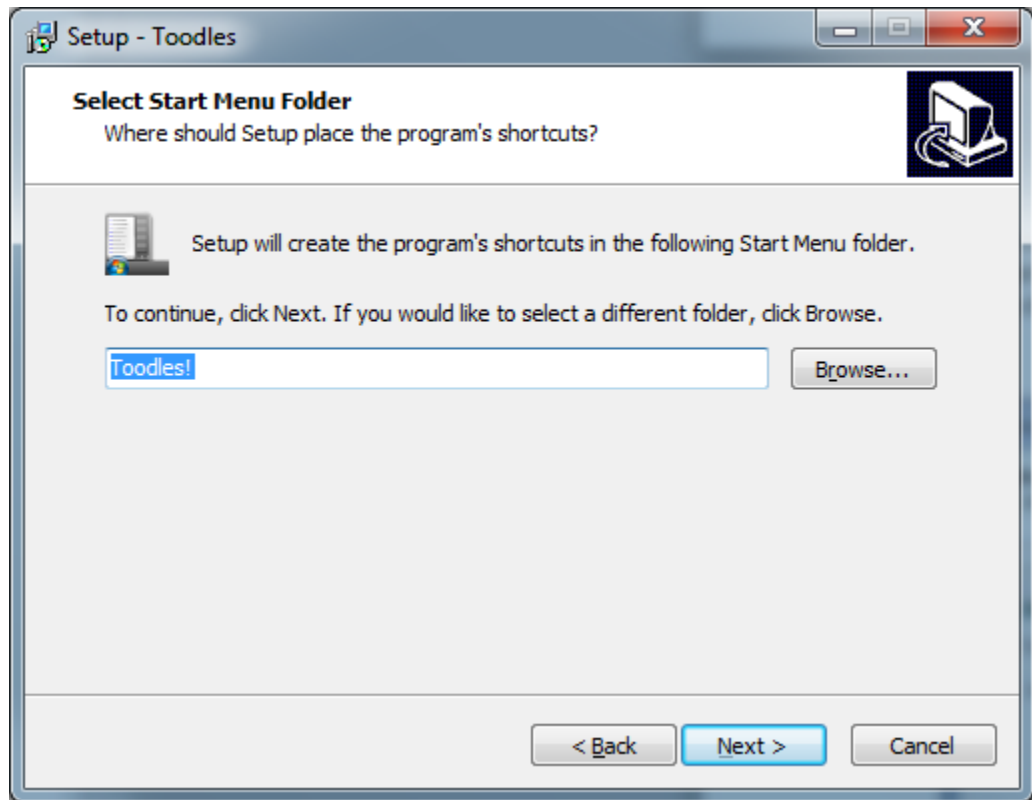 Setup - Toodles
Select Start Menu Folder
Where should Setup place the program's shortcuts?
Setup will create the program's shortcuts in the following Start Menu folder.
To continue, click Next. If you would like to select a different folder, click Browse.
Toodles!
Browse...
< Back
Next >
Cancel